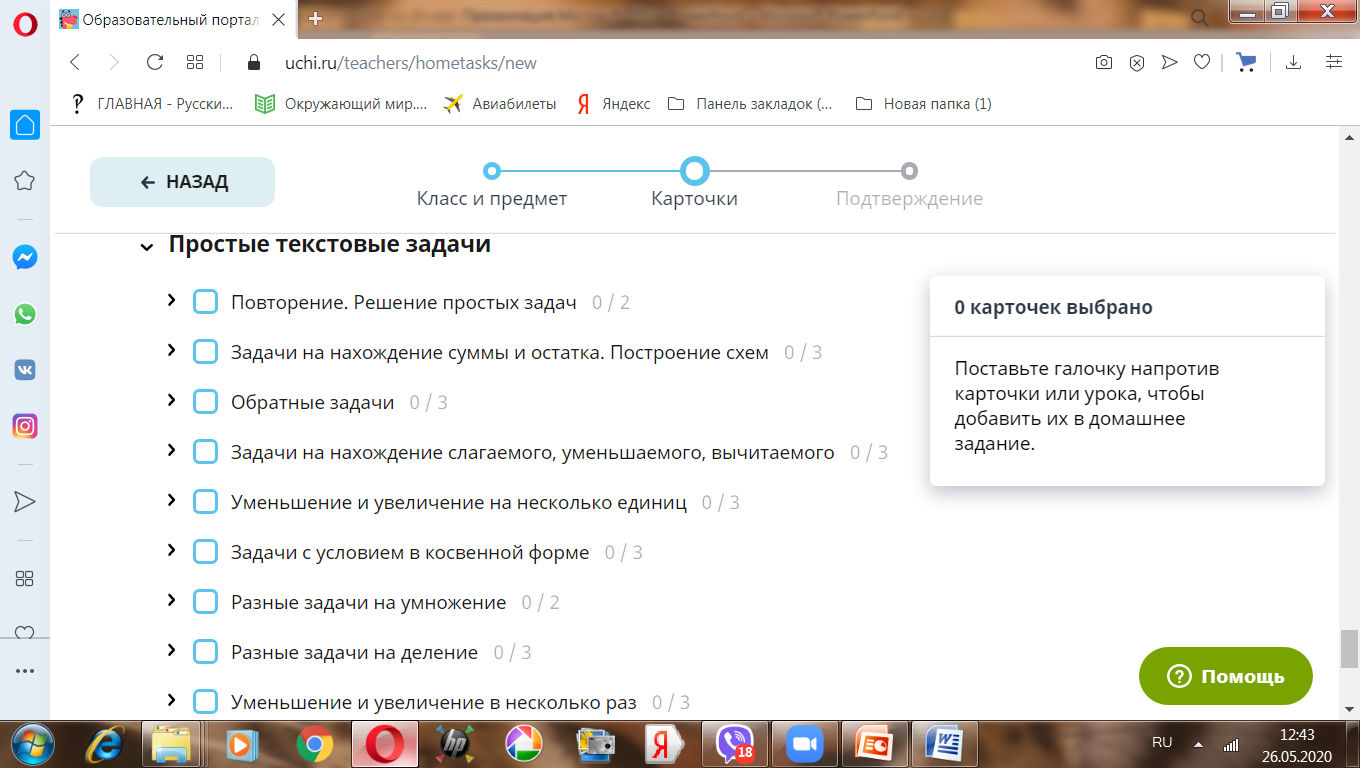 Образовательный портал
uchi.ru/teachers/hometasks/new
ГЛАВНАЯ - Русски...
Окружающий мир....
Авиабилеты
Яндекс
Панель закладок (...
Новая папка (1)
НАЗАД
Класс и предмет
Карточки
Подтверждение
Простые текстовые задачи
Повторение. Решение простых задач 0 / 2
Задачи на нахождение суммы и остатка. Построение схем 0 / 3
Обратные задачи 0 / 3
Задачи на нахождение слагаемого, уменьшаемого, вычитаемого 0 / 3
Уменьшение и увеличение на несколько единиц 0 / 3
Задачи с условием в косвенной форме 0 / 3
Разные задачи на умножение 0 / 2
Разные задачи на деление 0 / 3
Уменьшение и увеличение в несколько раз 0 / 3
0 карточек выбрано
Поставьте галочку напротив
карточки или урока, чтобы
добавить их в домашнее
задание.
Помощь
18
RU
12:43
26.05.2020